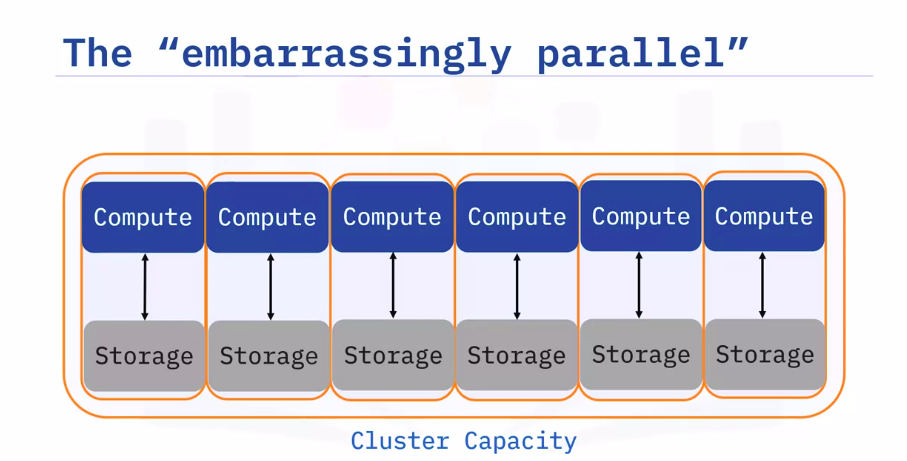 The “embarrassingly parallel”
Compute Compute Compute Compute Compute Compute
Storage Storage Storage Storage Storage Storage
Cluster Capacity